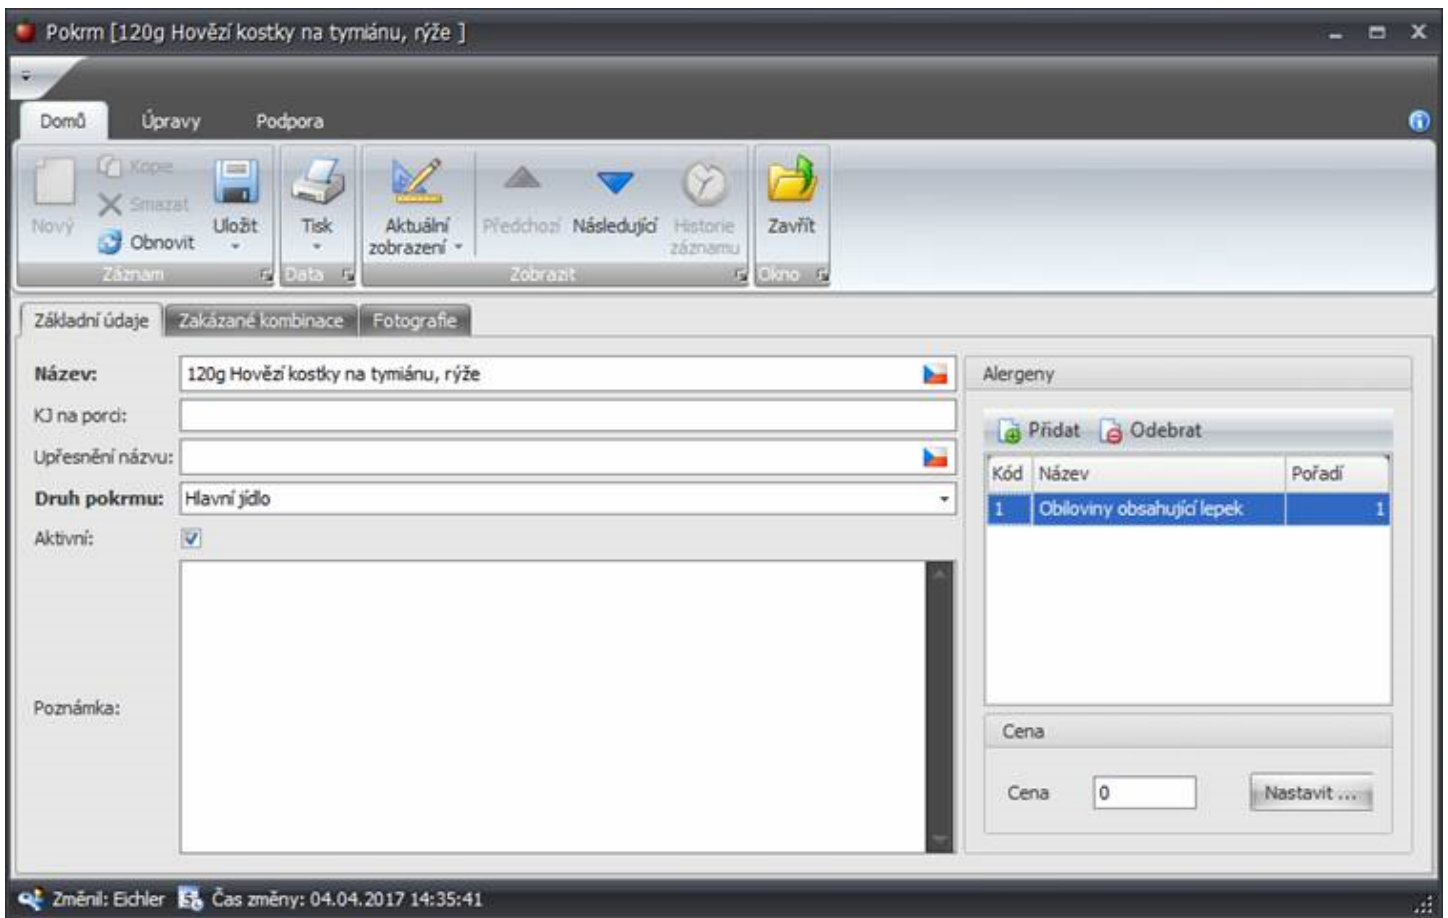 Pokrm [120g Hovězí kostky na tymiánu, rýže ]
Domů Úpravy Podpora
Nový
Kopie
Smazat
Obnovit
Uložit
Tisk
Aktuální zobrazení
Předchozí
Následující
Historie záznamu
Zavřít
Záznam Data Zobrazit Okno
Základní údaje Zakázané kombinace Fotografie
Název: 120g Hovězí kostky na tymiánu, rýže
KJ na porci:
Upřesnění názvu:
Druh pokrmu: Hlavní jídlo
Aktivní:
Poznámka:
Alergeny
Přidat Odebrat
Kód Název Pořadí
1 Obiloviny obsahující lepek 1
Cena
Cena 0 Nastavit ...
Změnil: Eichler Čas změny: 04.04.2017 14:35:41